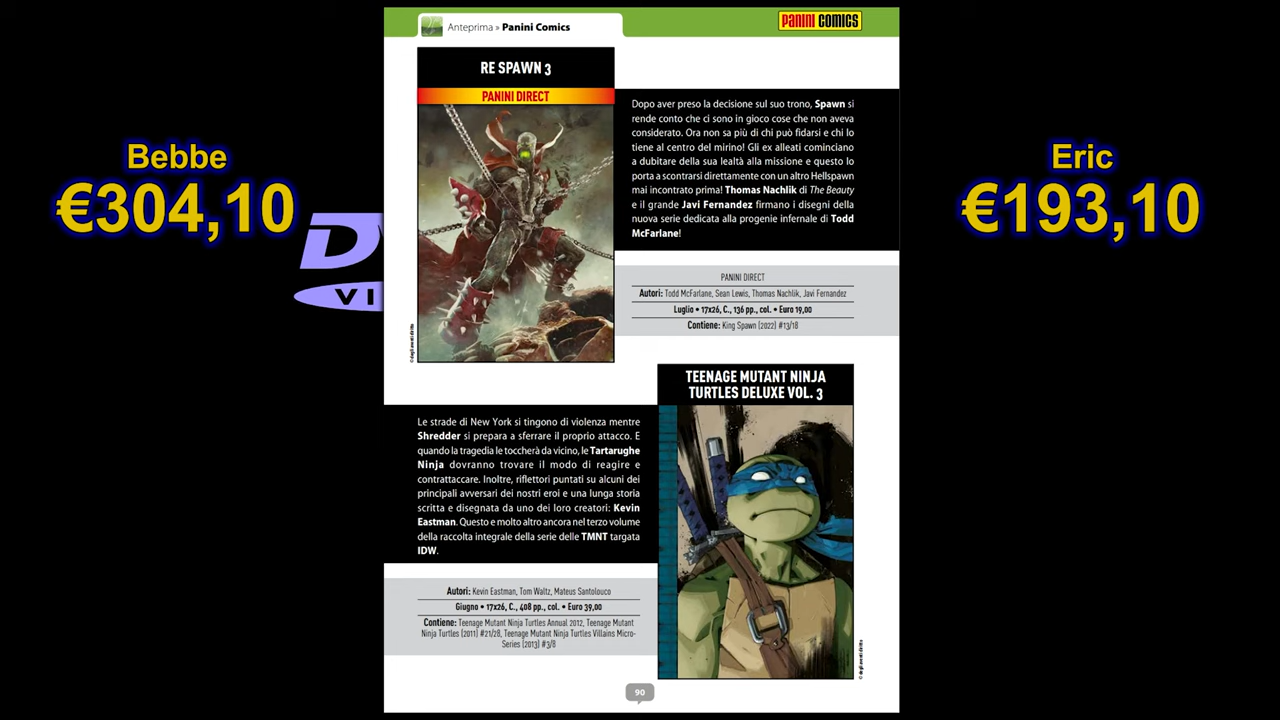 Bebbe
€304,10
Eric
€193,10
D
VI
Anteprima » Panini Comics
PANINI COMICS
RE SPAWN 3
PANINI DIRECT
Dopo aver preso la decisione sul suo trono, Spawn si
rende conto che ci sono in gioco cose che non aveva
considerato. Ora non sa più di chi può fidarsi e chi lo
tiene al centro del mirino! Gli ex alleati cominciano
a dubitare della sua lealtà alla missione e questo lo
porta a scontrarsi direttamente con un altro Hellspawn
mai incontrato prima! Thomas Nachlik di The Beauty
e il grande Javi Fernandez firmano i disegni della
nuova serie dedicata alla progenie infernale di Todd
McFarlane!
PANINI DIRECT
Autori: Todd McFarlane, Sean Lewis, Thomas Nachlik, Javi Fernandez
Luglio • 17x26, C., 136 pp., col. • Euro 19,00
Contiene: King Spawn (2022) #13/18
© degli aventi diritto
TEENAGE MUTANT NINJA
TURTLES DELUXE VOL. 3
Le strade di New York si tingono di violenza mentre
Shredder si prepara a sferrare il proprio attacco. E
quando la tragedia le toccherà da vicino, le Tartarughe
Ninja dovranno trovare il modo di reagire e
contrattaccare. Inoltre, riflettori puntati su alcuni dei
principali avversari dei nostri eroi e una lunga storia
scritta e disegnata da uno dei loro creatori: Kevin
Eastman. Questo e molto altro ancora nel terzo volume
della raccolta integrale della serie delle TMNT targata
IDW.
Autori: Kevin Eastman, Tom Waltz, Mateus Santolouco
Giugno • 17x26, C., 408 pp., col. • Euro 39,00
Contiene: Teenage Mutant Ninja Turtles Annual 2012, Teenage Mutant
Ninja Turtles (2011) #21/28, Teenage Mutant Ninja Turtles Villains Micro-
Series (2013) #3/8
© degli aventi diritto
90